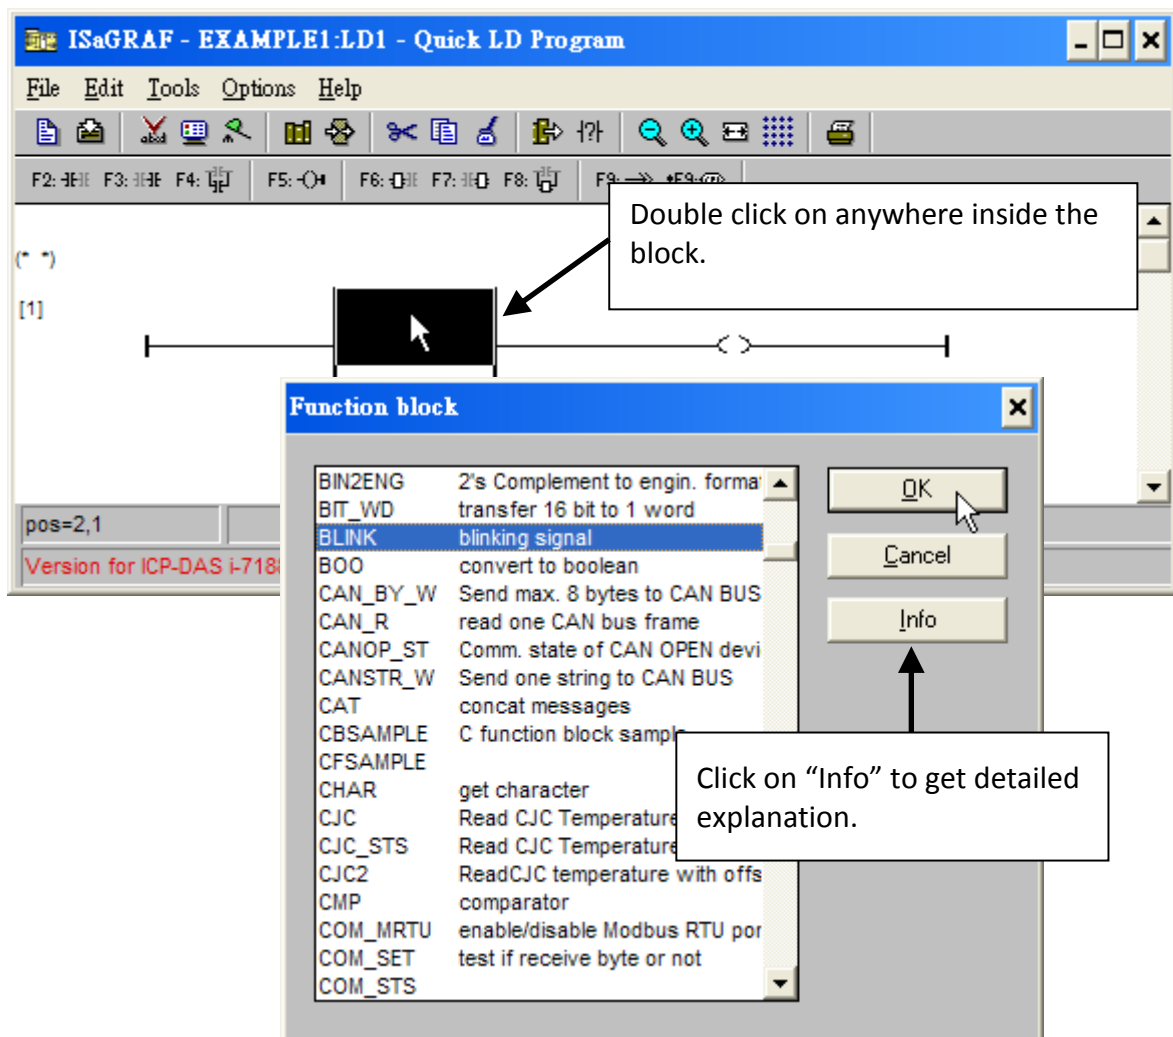 ISaGRAF - EXAMPLE1:LD1 - Quick LD Program
File Edit Tools Options Help
F2: F3: F4: F5: F6: F7: F8: F9:
Double click on anywhere inside the
block.
(* *)
[1]
Function block
BIN2ENG 2's Complement to engin. forma
BIT_WD transfer 16 bit to 1 word
BLINK blinking signal
BOO convert to boolean
CAN_BY_W Send max. 8 bytes to CAN BUS
CAN_R read one CAN bus frame
CANOP_ST Comm. state of CAN OPEN devi
CANSTR_W Send one string to CAN BUS
CAT concat messages
CBSAMPLE C function block sample
CFSAMPLE
CHAR get character
CJC Read CJC Temperature
CJC_STS Read CJC Temperature
CJC2 ReadCJC temperature with offs
CMP comparator
COM_MRTU enable/disable Modbus RTU por
COM_SET test if receive byte or not
COM_STS
OK
Cancel
Info
Click on “Info” to get detailed
explanation.
pos=2,1
Version for ICP-DAS i-7188